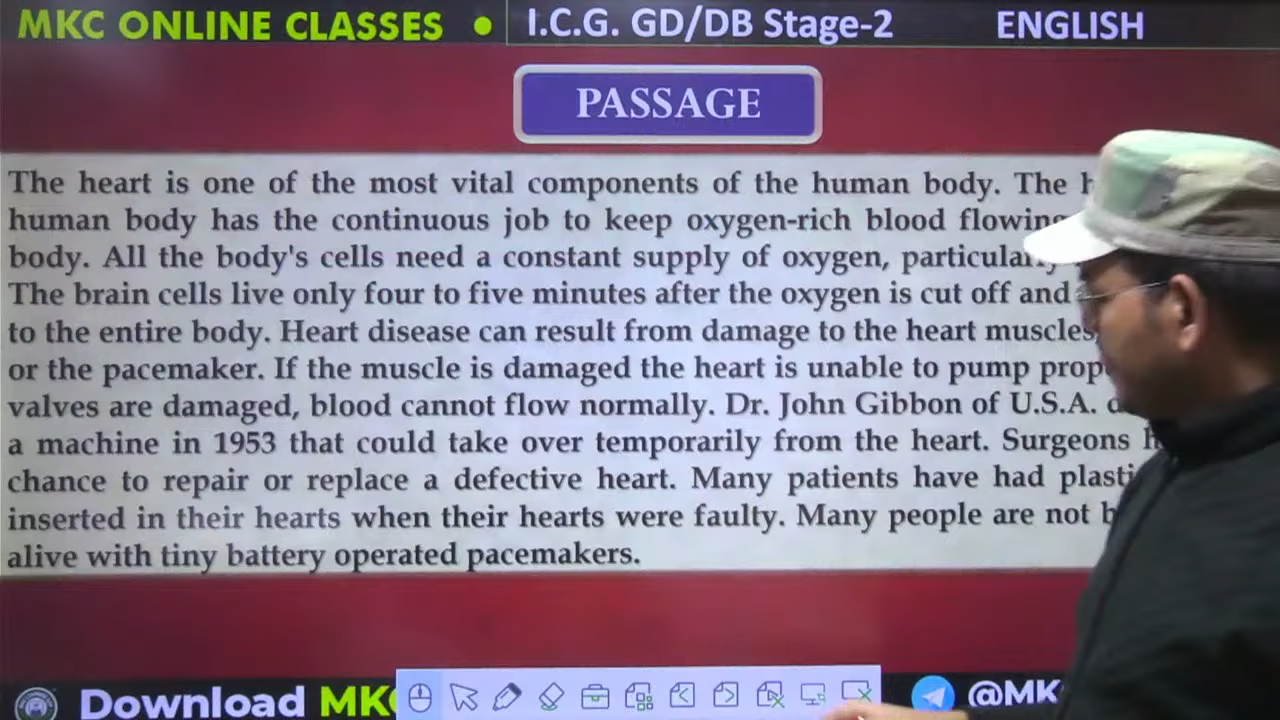 MKC ONLINE CLASSES • I.C.G. GD/DB Stage-2 ENGLISH
PASSAGE
The heart is one of the most vital components of the human body. The
human body has the continuous job to keep oxygen-rich blood flowing
body. All the body's cells need a constant supply of oxygen,
The brain cells live only four to five minutes after the oxygen is cut off and
to the entire body. Heart disease can result from damage to the heart muscles
or the pacemaker. If the muscle is damaged the heart is unable to pump
valves are damaged, blood cannot flow normally. Dr. John Gibbon of U.S.A.
a machine in 1953 that could take over temporarily from the heart. Surgeons
chance to repair or replace a defective heart. Many patients have had
inserted in their hearts when their hearts were faulty. Many people are not
alive with tiny battery operated pacemakers.
Download MK
@MK